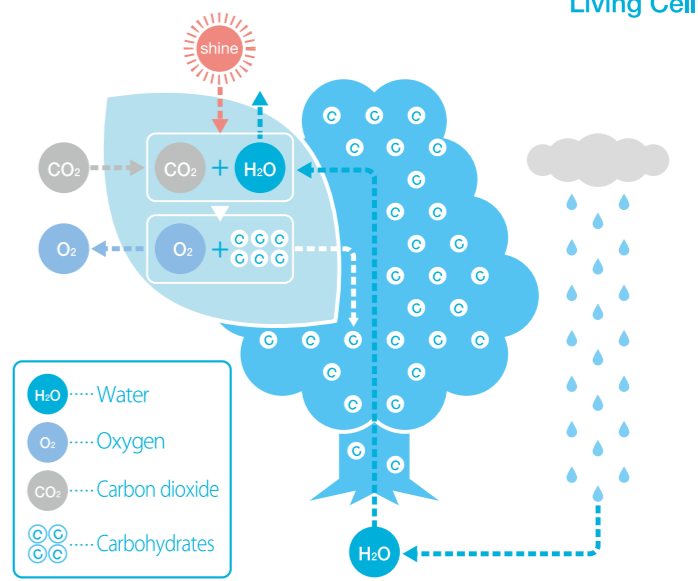 Living Cell
shine
CO₂
CO₂ + H₂O
O₂
O₂ + C C C
C C C
C C
C C C
C
C C
C C
C C
C C
C C
C C C C C C
C C
C C
C
C
H₂O ····· Water
O₂ ····· Oxygen
CO₂ ····· Carbon dioxide
C C
C C ····· Carbohydrates
H₂O